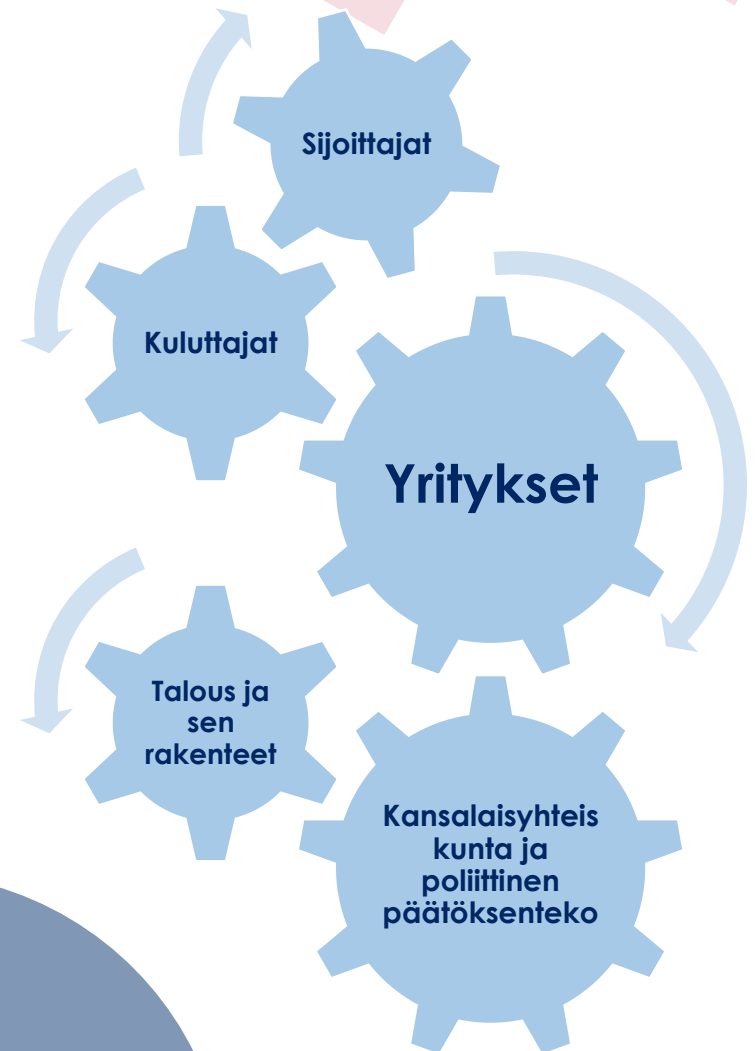 Sijoittajat
Kuluttajat
Yritykset
Talous ja
sen
rakenteet
Kansalaisyhteis
kunta ja
poliittinen
päätöksenteko